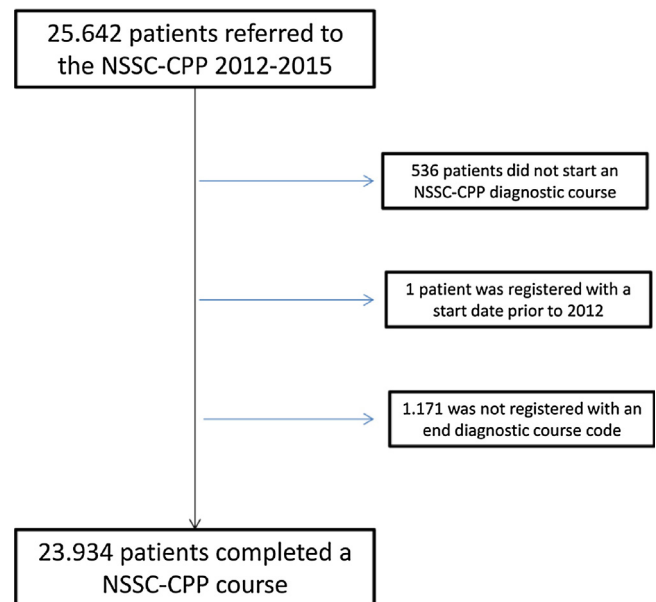 25.642 patients referred to
the NSSC-CPP 2012-2015
536 patients did not start an
NSSC-CPP diagnostic course
1 patient was registered with a
start date prior to 2012
1.171 was not registered with an
end diagnostic course code
23.934 patients completed a
NSSC-CPP course